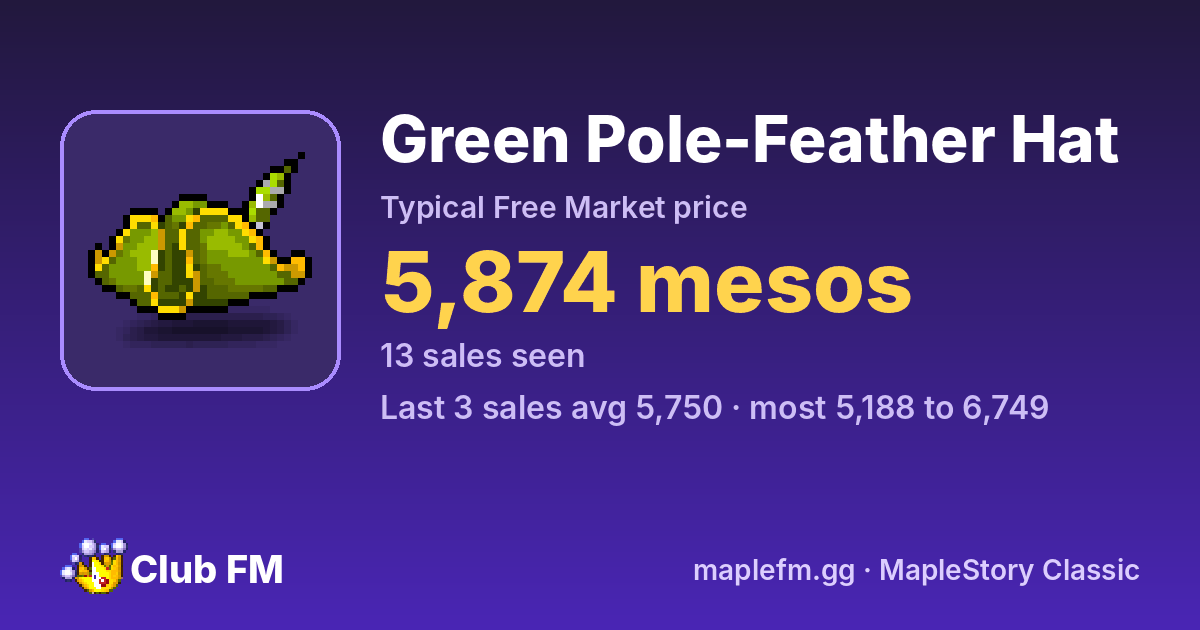 Green Pole-Feather Hat
Typical Free Market price
5,874 mesos
13 sales seen
Last 3 sales avg 5,750 · most 5,188 to 6,749
Club FM
maplefm.gg · MapleStory Classic